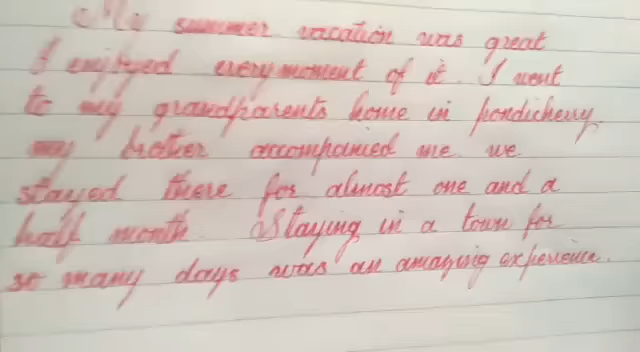 My summer vacation was great
I enjoyed every moment of it. I went
to my grandparents home in pondicherry.
my brother accompanied me we
stayed there for almost one and a
half month. Staying in a town for
so many days was an amazing experience.